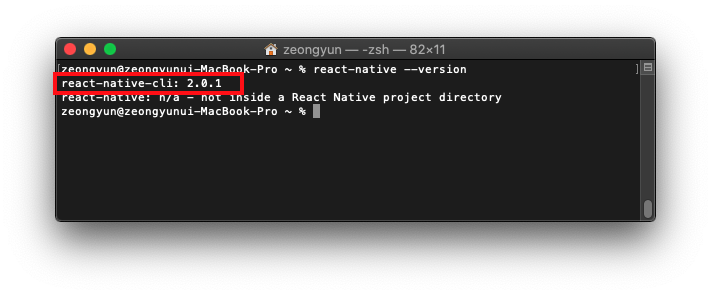 zeongyun — -zsh — 82×11
[zeongyun@zeongyunui-MacBook-Pro ~ % react-native --version ]
react-native-cli: 2.0.1
react-native: n/a - not inside a React Native project directory
zeongyun@zeongyunui-MacBook-Pro ~ %